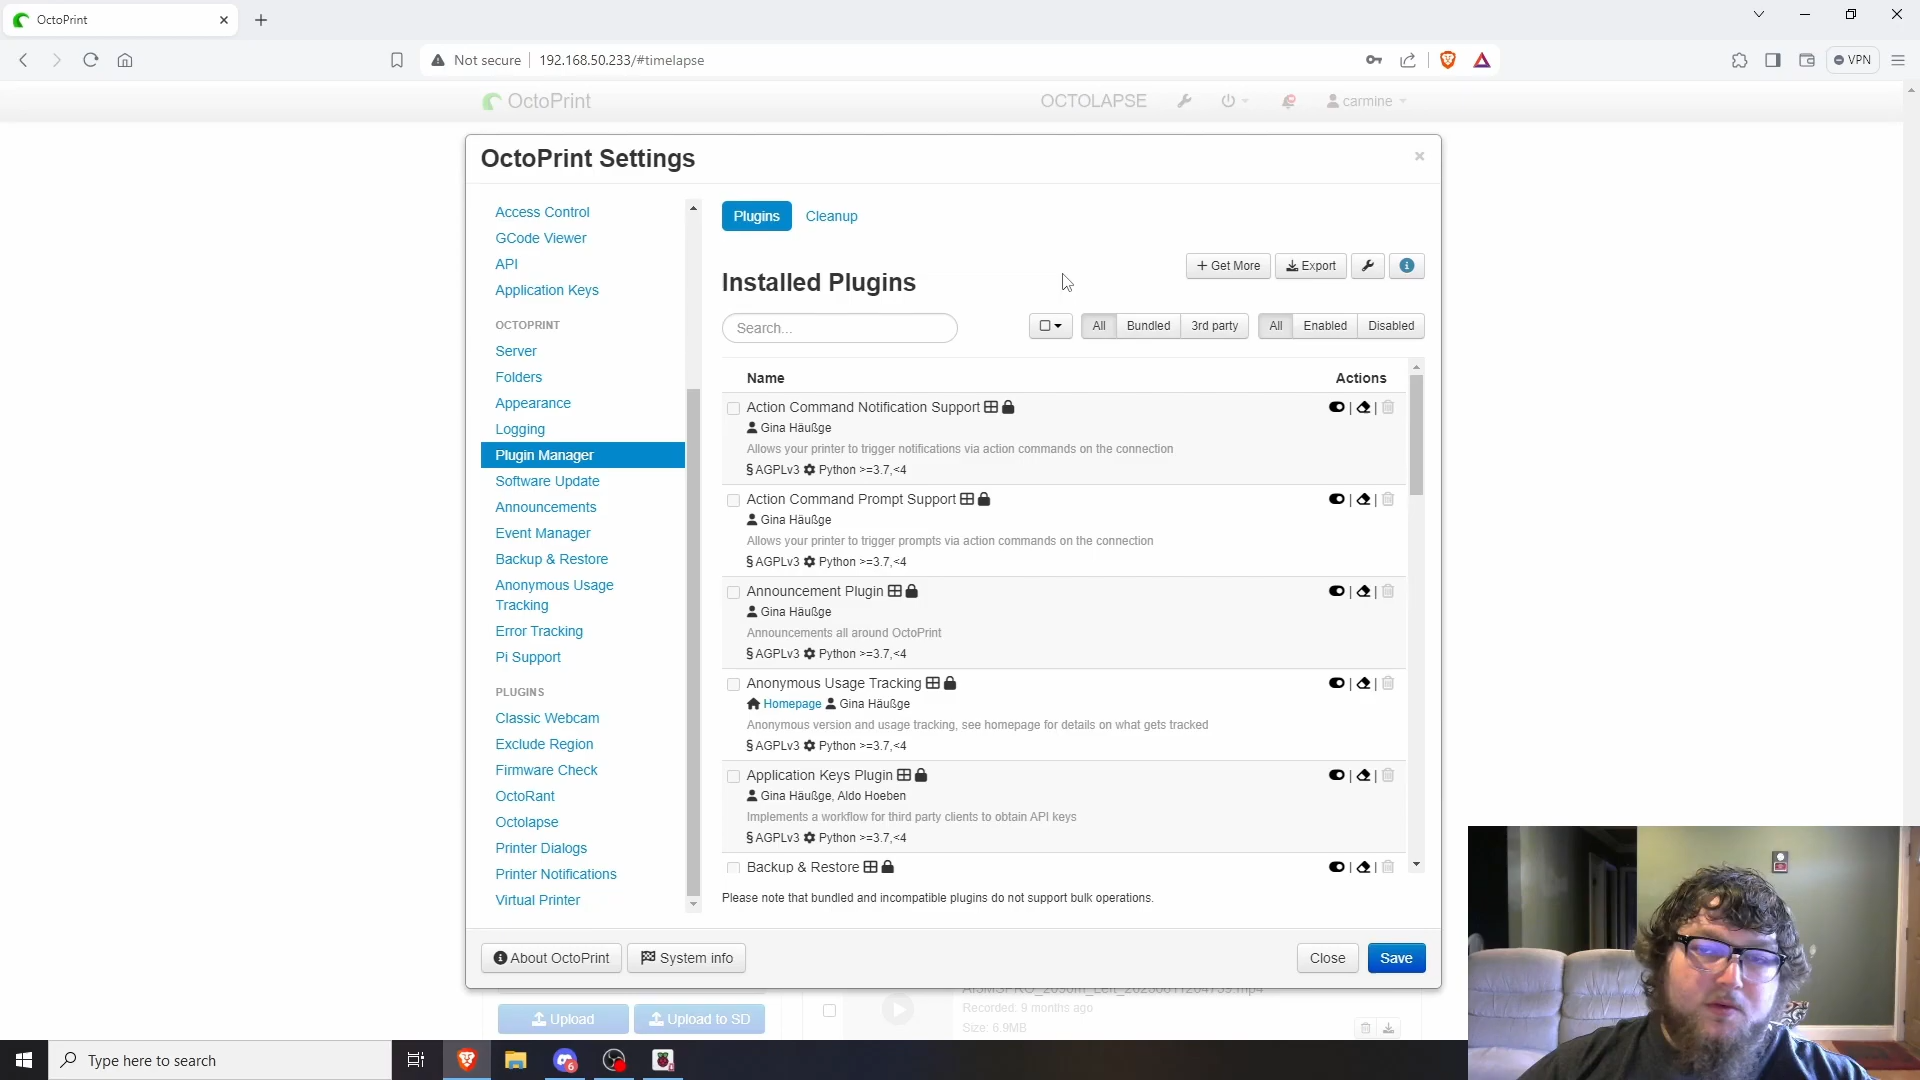 OctoPrint
Not secure
192.168.50.233/#timelapse
VPN
OctoPrint
OCTOLAPSE
carmine
OctoPrint Settings
Access Control
GCode Viewer
API
Application Keys
OCTOPRINT
Server
Folders
Appearance
Logging
Plugin Manager
Software Update
Announcements
Event Manager
Backup & Restore
Anonymous Usage
Tracking
Error Tracking
Pi Support
PLUGINS
Classic Webcam
Exclude Region
Firmware Check
OctoRant
Octolapse
Printer Dialogs
Printer Notifications
Virtual Printer
Plugins
Cleanup
Get More
Export
Installed Plugins
Search...
All
Bundled
3rd party
All
Enabled
Disabled
Name
Actions
Action Command Notification Support
Gina Häußge
Allows your printer to trigger notifications via action commands on the connection
§ AGPLv3 Python >=3.7,<4
Action Command Prompt Support
Gina Häußge
Allows your printer to trigger prompts via action commands on the connection
§ AGPLv3 Python >=3.7,<4
Announcement Plugin
Gina Häußge
Announcements all around OctoPrint
§ AGPLv3 Python >=3.7,<4
Anonymous Usage Tracking
Homepage Gina Häußge
Anonymous version and usage tracking, see homepage for details on what gets tracked
§ AGPLv3 Python >=3.7,<4
Application Keys Plugin
Gina Häußge, Aldo Hoeben
Implements a workflow for third party clients to obtain API keys
§ AGPLv3 Python >=3.7,<4
Backup & Restore
Please note that bundled and incompatible plugins do not support bulk operations.
About OctoPrint
System info
Close
Save
Upload
Upload to SD
Recorded: 9 months ago
Size: 6.9MB
Type here to search
6